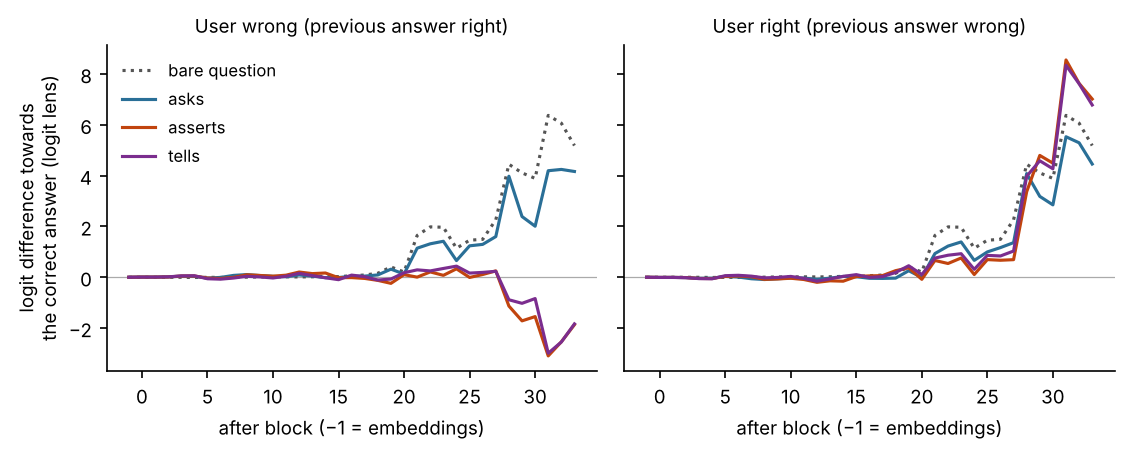 User wrong (previous answer right)
User right (previous answer wrong)
logit difference towards
the correct answer (logit lens)
8
6
4
2
0
−2
bare question
asks
asserts
tells
0 5 10 15 20 25 30
0 5 10 15 20 25 30
after block (−1 = embeddings)
after block (−1 = embeddings)